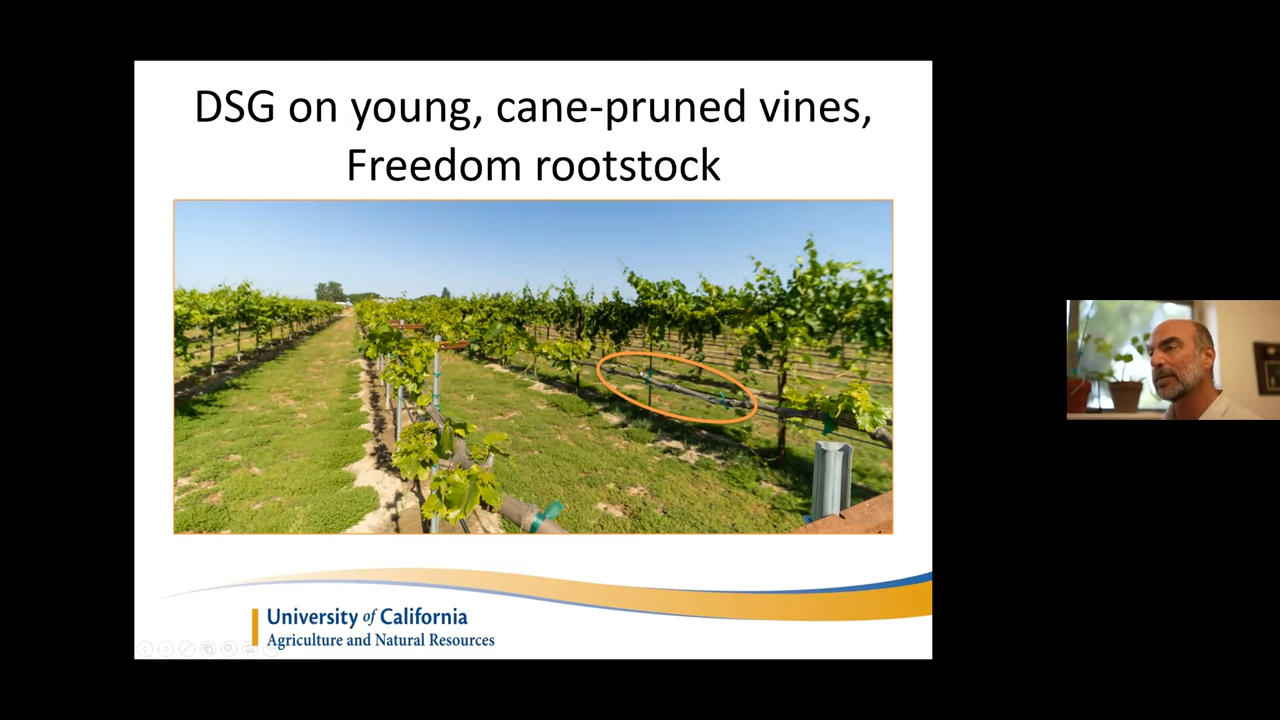 DSG on young, cane-pruned vines,
Freedom rootstock
University of California
Agriculture and Natural Resources